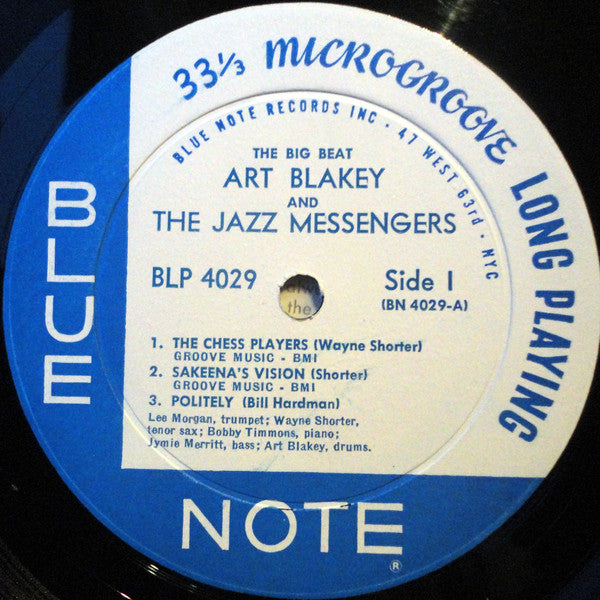 33⅓ MICROGROOVE LONG PLAYING
BLUE NOTE RECORDS INC · 47 WEST 63rd · NYC
THE BIG BEAT
ART BLAKEY
AND
THE JAZZ MESSENGERS
BLP 4029 Side 1
(BN 4029-A)
the
1. THE CHESS PLAYERS (Wayne Shorter)
GROOVE MUSIC - BMI
2. SAKEENA'S VISION (Shorter)
GROOVE MUSIC - BMI
3. POLITELY (Bill Hardman)
Lee Morgan, trumpet; Wayne Shorter,
tenor sax; Bobby Timmons, piano;
Jymie Merritt, bass; Art Blakey, drums.
BLUE
NOTE
®